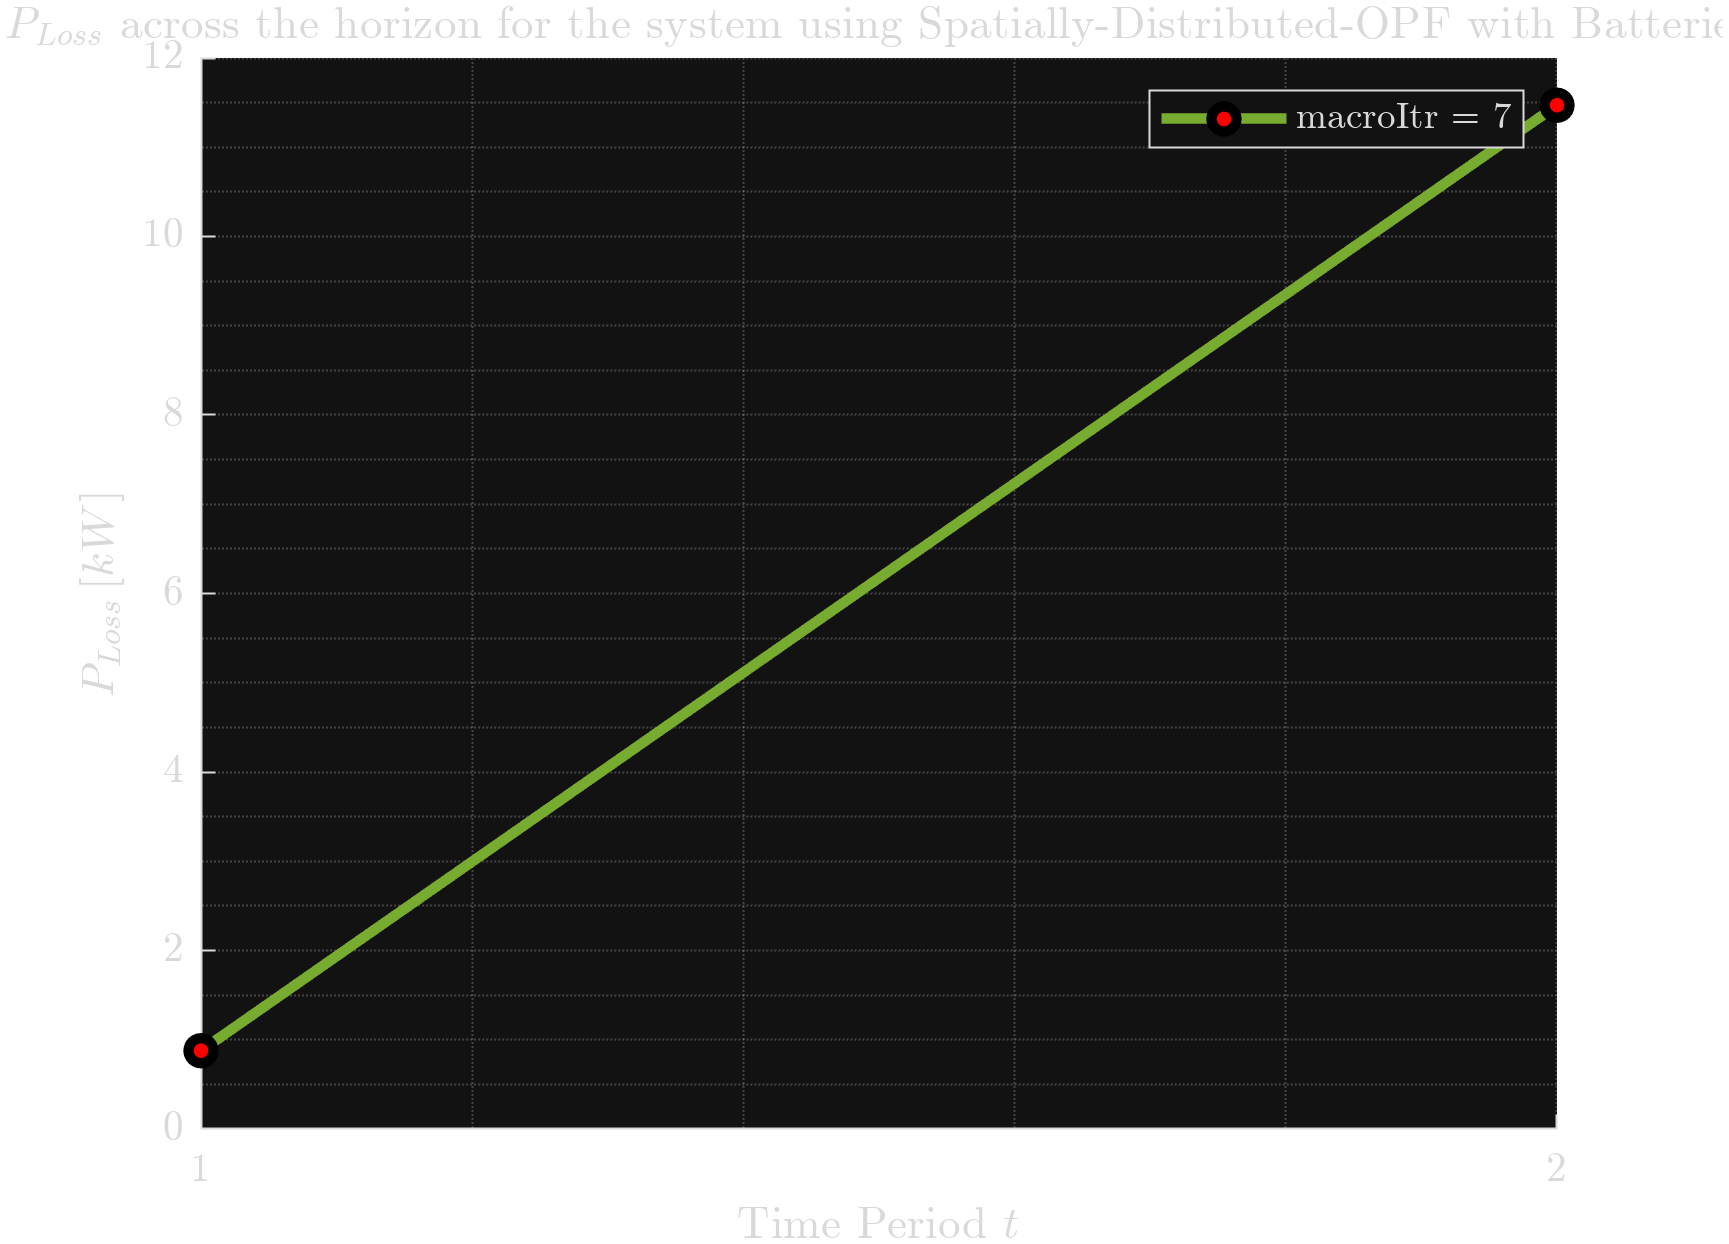 P_Loss across the horizon for the system using Spatially-Distributed-OPF with Batterie
macroItr = 7
12
10
8
6
4
2
0
P_Loss [kW]
1
2
Time Period t